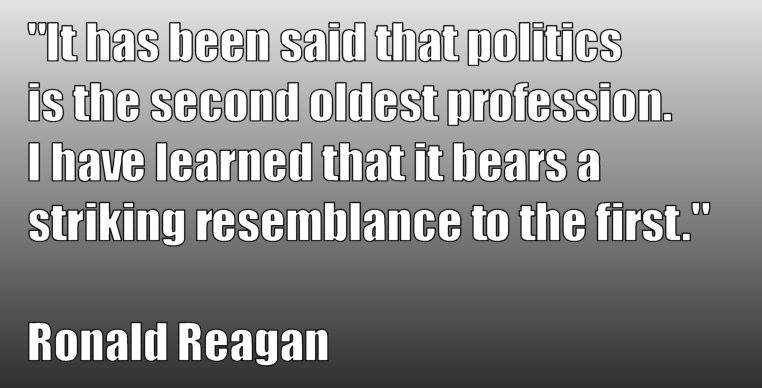 "It has been said that politics
is the second oldest profession.
I have learned that it bears a
striking resemblance to the first."
Ronald Reagan